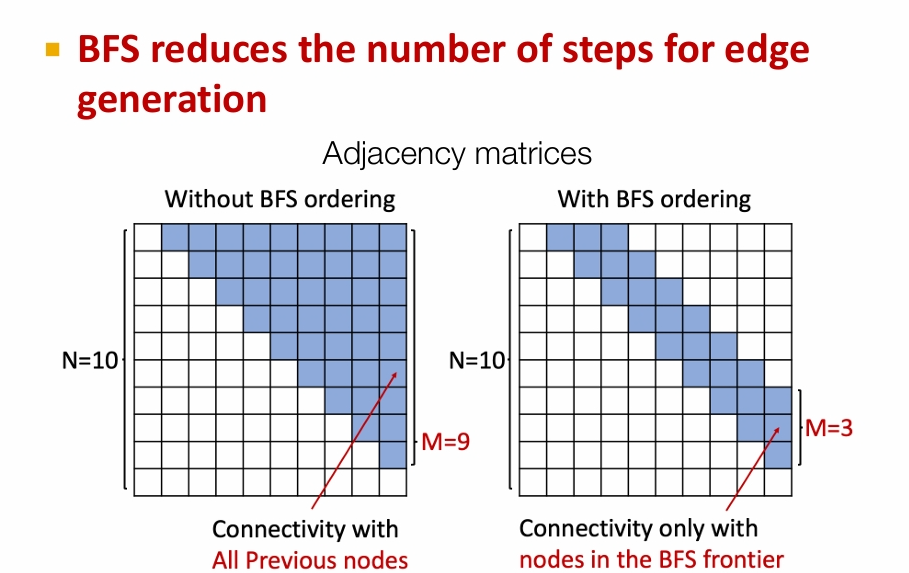 BFS reduces the number of steps for edge
generation
Adjacency matrices
Without BFS ordering
With BFS ordering
N=10
M=9
N=10
M=3
Connectivity with
All Previous nodes
Connectivity only with
nodes in the BFS frontier